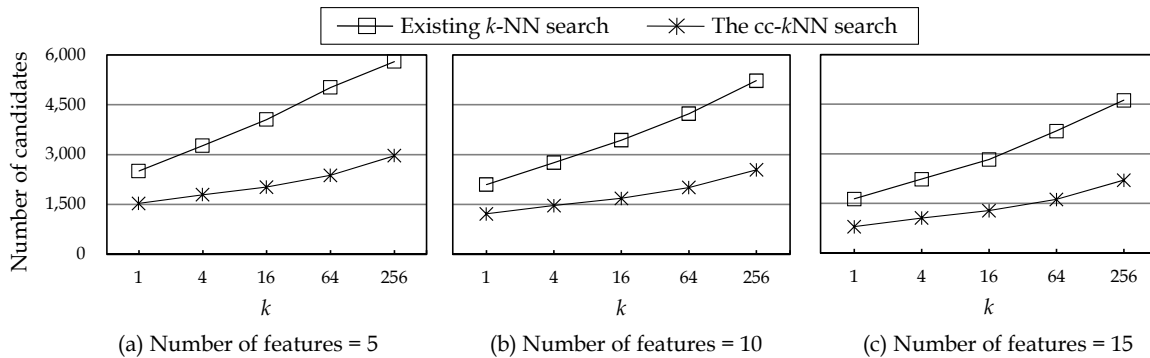 Existing k-NN search
The cc-kNN search
Number of candidates
6,000
4,500
3,000
1,500
0
1 4 16 64 256
1 4 16 64 256
1 4 16 64 256
k
k
k
(a) Number of features = 5
(b) Number of features = 10
(c) Number of features = 15